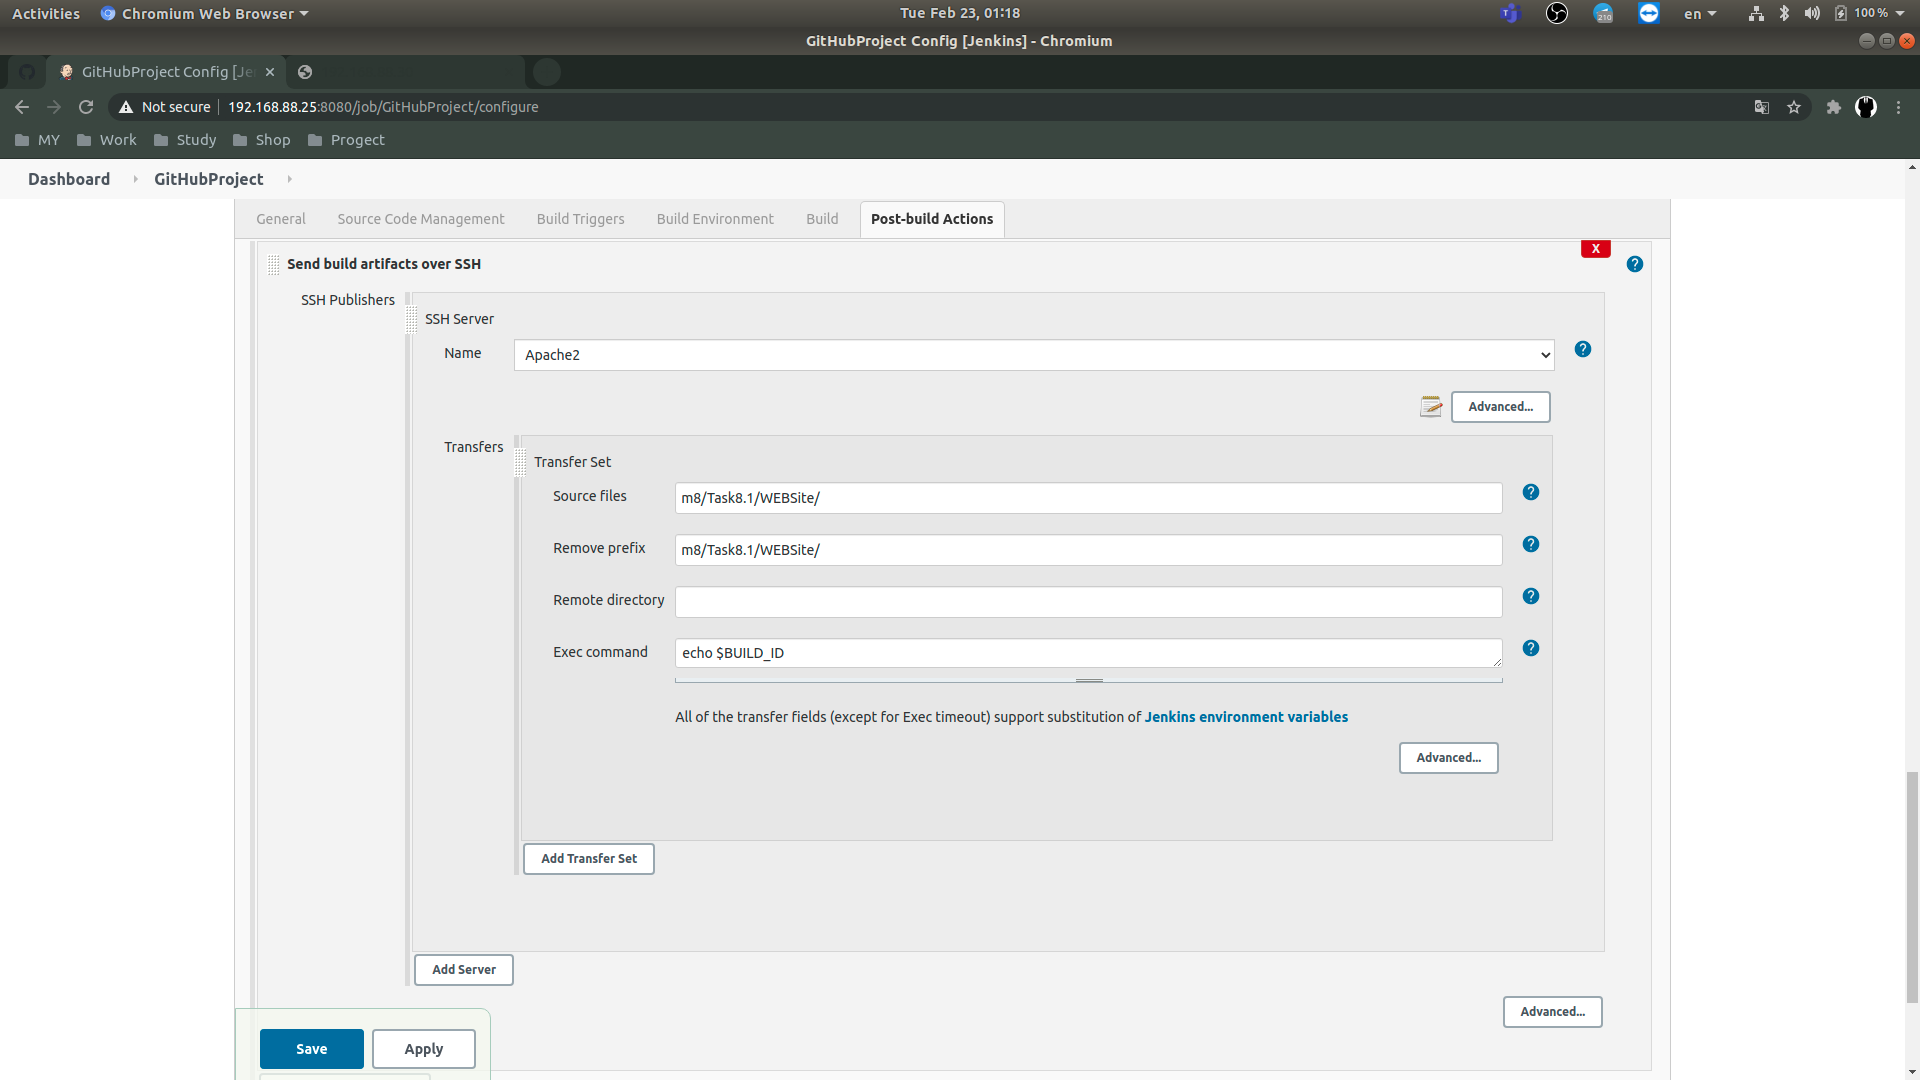 Activities Chromium Web Browser Tue Feb 23, 01:18 210 en 100 %
GitHubProject Config [Jenkins] - Chromium
GitHubProject Config [Je
Not secure 192.168.88.25:8080/job/GitHubProject/configure
MY Work Study Shop Progect
Dashboard GitHubProject
General Source Code Management Build Triggers Build Environment Build Post-build Actions
X
Send build artifacts over SSH ?
SSH Publishers
SSH Server
Name Apache2 ?
Advanced...
Transfers
Transfer Set
Source files m8/Task8.1/WEBSite/ ?
Remove prefix m8/Task8.1/WEBSite/ ?
Remote directory ?
Exec command echo $BUILD_ID ?
All of the transfer fields (except for Exec timeout) support substitution of Jenkins environment variables
Advanced...
Add Transfer Set
Add Server
Advanced...
Save Apply